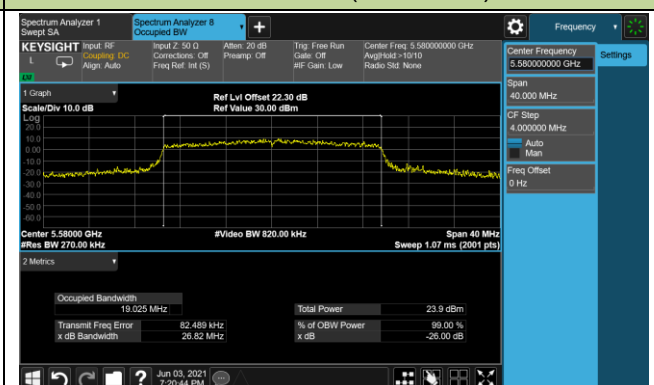 Spectrum Analyzer 1
Swept SA
Spectrum Analyzer 8
Occupied BW
Frequency
KEYSIGHT
L
Input: RF
Coupling: DC
Align: Auto
Input Z: 50 Ω
Corrections: Off
Freq Ref: Int (S)
Atten: 20 dB
Preamp: Off
Trig: Free Run
Gate: Off
#IF Gain: Low
Center Freq: 5.580000000 GHz
Avg|Hold:>10/10
Radio Std: None
Center Frequency
5.580000000 GHz
Settings
Span
40.000 MHz
CF Step
4.000000 MHz
Auto
Man
Freq Offset
0 Hz
1 Graph
Scale/Div 10.0 dB
Ref Lvl Offset 22.30 dB
Ref Value 30.00 dBm
Log
20.0
10.0
0.00
-10.0
-20.0
-30.0
-40.0
-50.0
-60.0
Center 5.58000 GHz
#Video BW 820.00 kHz
Span 40 MHz
#Res BW 270.00 kHz
Sweep 1.07 ms (2001 pts)
2 Metrics
Occupied Bandwidth
19.025 MHz
Total Power
23.9 dBm
Transmit Freq Error
82.489 kHz
% of OBW Power
99.00 %
x dB Bandwidth
26.82 MHz
x dB
-26.00 dB
?
Jun 03, 2021
7:20:44 PM